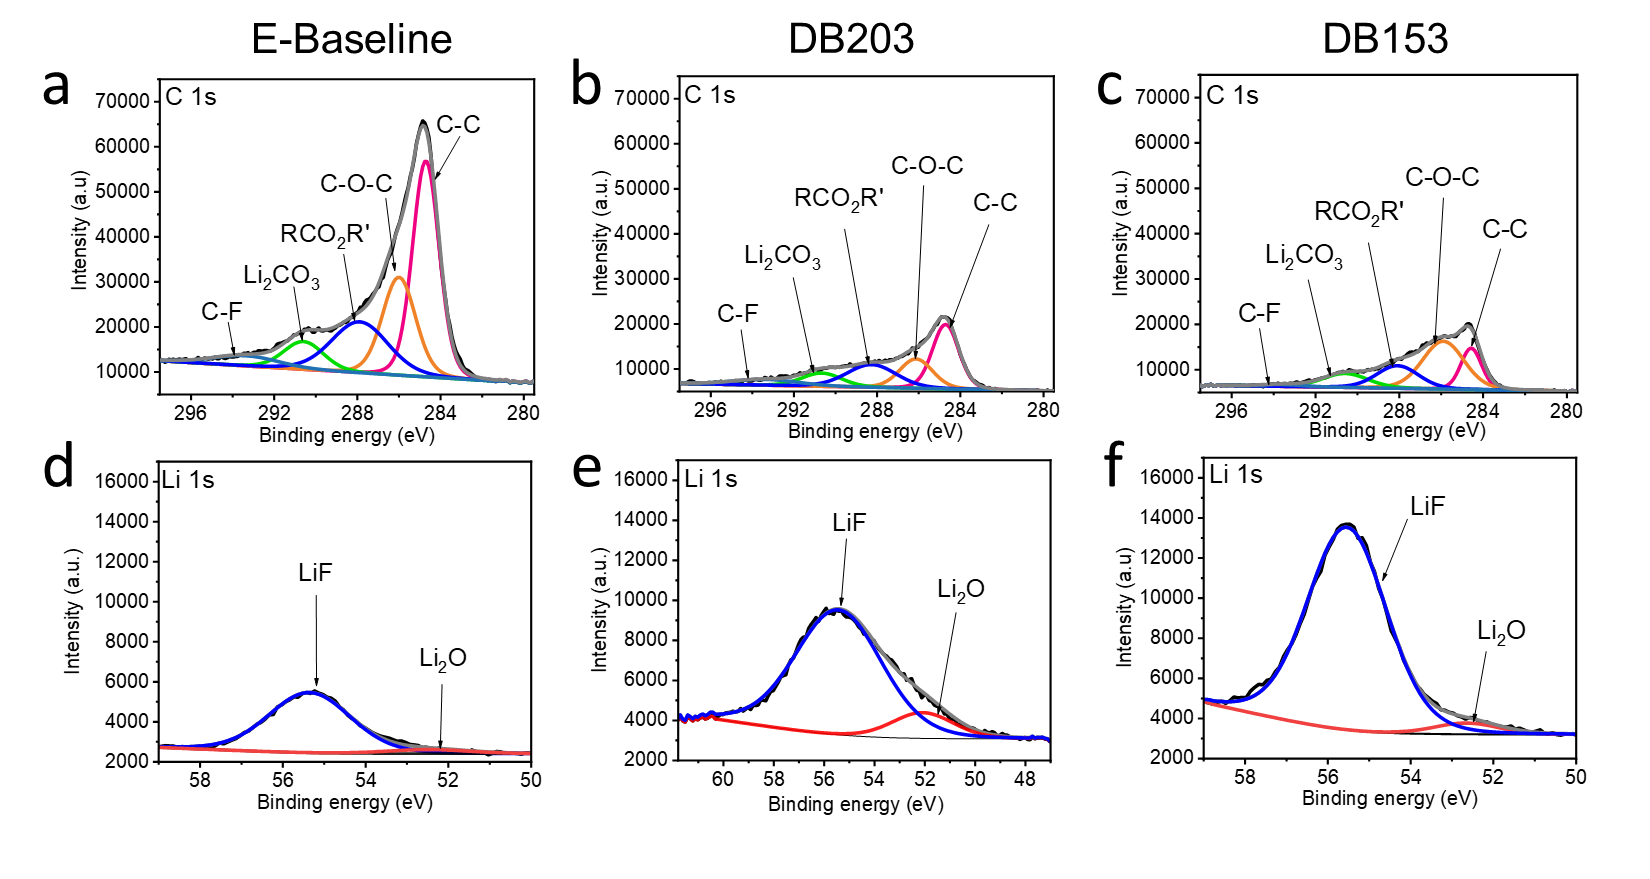 E-Baseline
DB203
DB153
a
C 1s
70000
60000
50000
40000
30000
20000
10000
Intensity (a.u)
C-C
C-O-C
RCO₂R'
Li₂CO₃
C-F
296
292
288
284
280
Binding energy (eV)
b
C 1s
70000
60000
50000
40000
30000
20000
10000
Intensity (a.u.)
C-O-C
RCO₂R'
C-C
Li₂CO₃
C-F
296
292
288
284
280
Binding energy (eV)
c
C 1s
70000
60000
50000
40000
30000
20000
10000
Intensity (a.u.)
C-O-C
RCO₂R'
C-C
Li₂CO₃
C-F
296
292
288
284
280
Binding energy (eV)
d
Li 1s
16000
14000
12000
10000
8000
6000
4000
2000
Intensity (a.u.)
LiF
Li₂O
58
56
54
52
50
Binding energy (eV)
e
Li 1s
16000
14000
12000
10000
8000
6000
4000
2000
Intensity (a.u.)
LiF
Li₂O
60
58
56
54
52
50
48
Binding energy (eV)
f
Li 1s
16000
14000
12000
10000
8000
6000
4000
2000
Intensity (a.u)
LiF
Li₂O
58
56
54
52
50
Binding energy (eV)